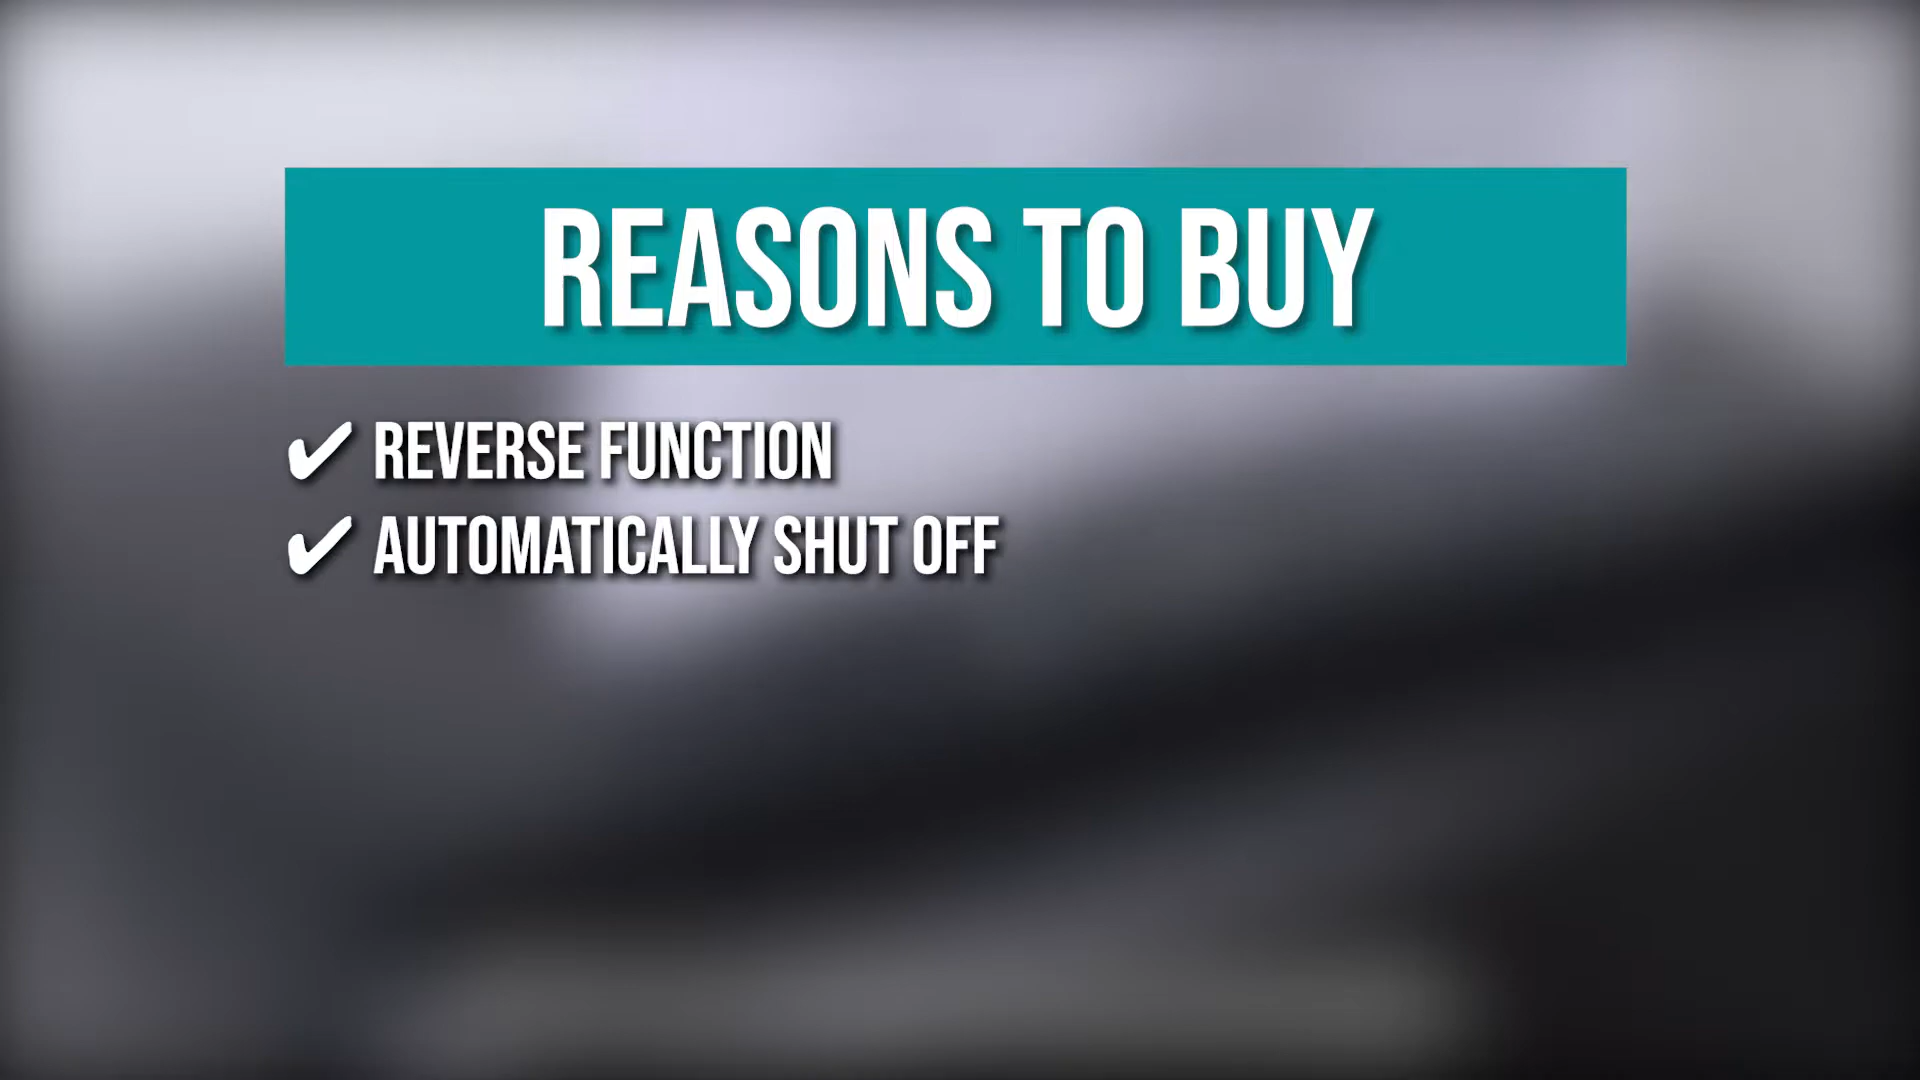 REASONS TO BUY
✔ REVERSE FUNCTION
✔ AUTOMATICALLY SHUT OFF